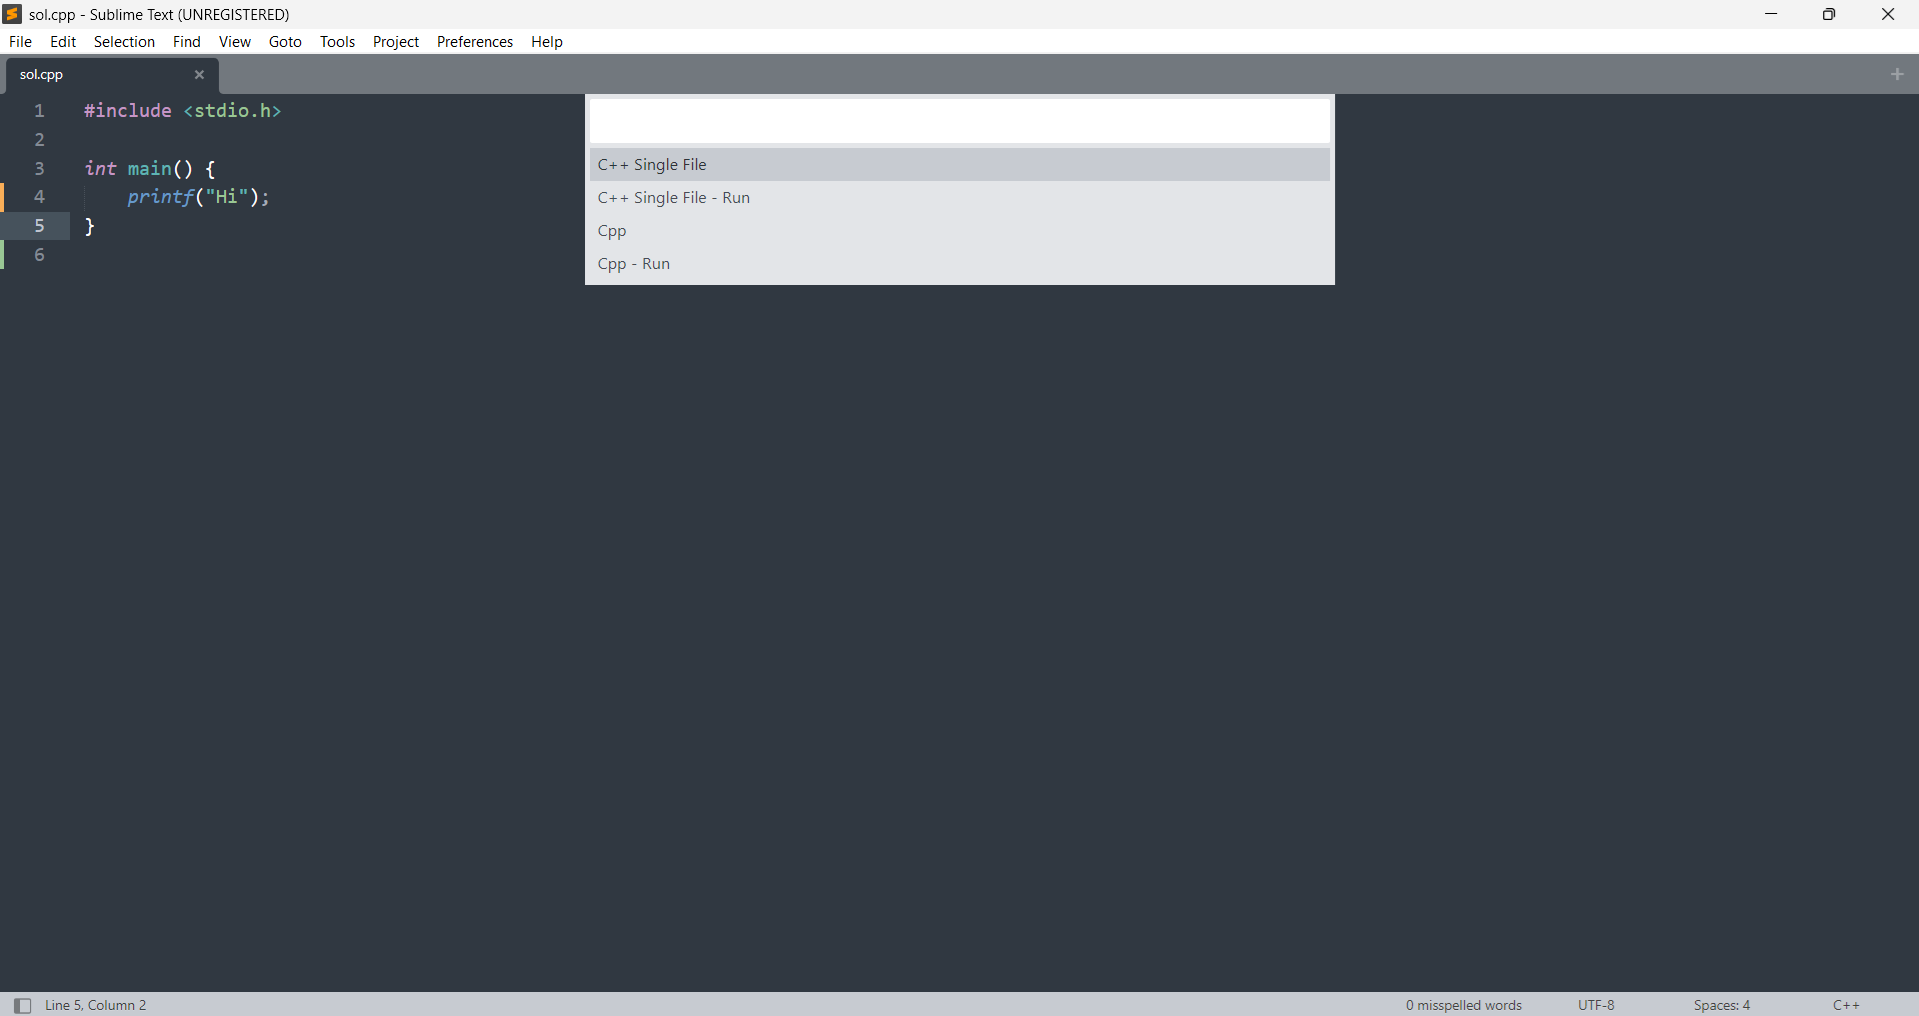 sol.cpp - Sublime Text (UNREGISTERED)
File Edit Selection Find View Goto Tools Project Preferences Help
sol.cpp
1 #include <stdio.h>
2
3 int main() {
4 printf("Hi");
5 }
6
C++ Single File
C++ Single File - Run
Cpp
Cpp - Run
Line 5, Column 2 0 misspelled words UTF-8 Spaces: 4 C++